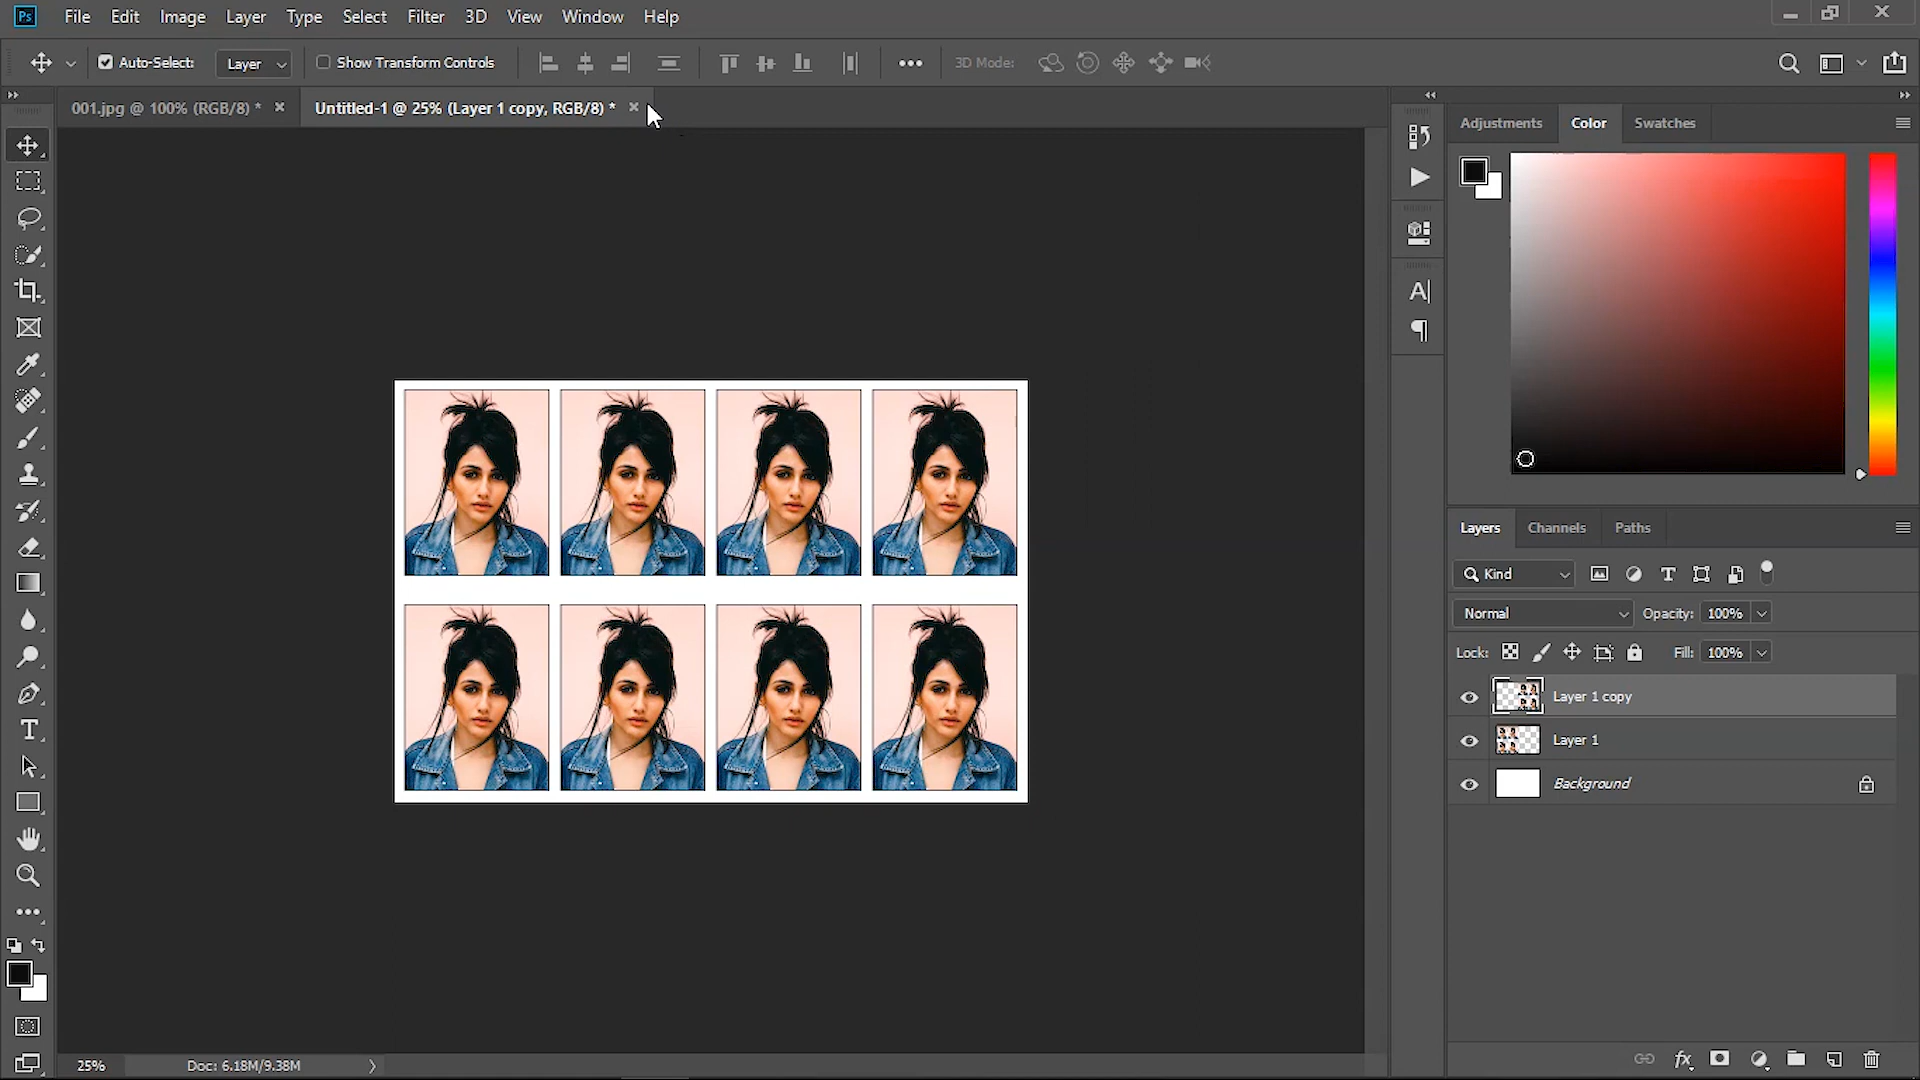 Ps File Edit Image Layer Type Select Filter 3D View Window Help
Auto-Select: Layer Show Transform Controls 3D Mode:
001.jpg @ 100% (RGB/8) * Untitled-1 @ 25% (Layer 1 copy, RGB/8) *
Adjustments Color Swatches
Layers Channels Paths
Kind
Normal Opacity: 100%
Lock: Fill: 100%
Layer 1 copy
Layer 1
Background
25% Doc: 6.18M/9.38M